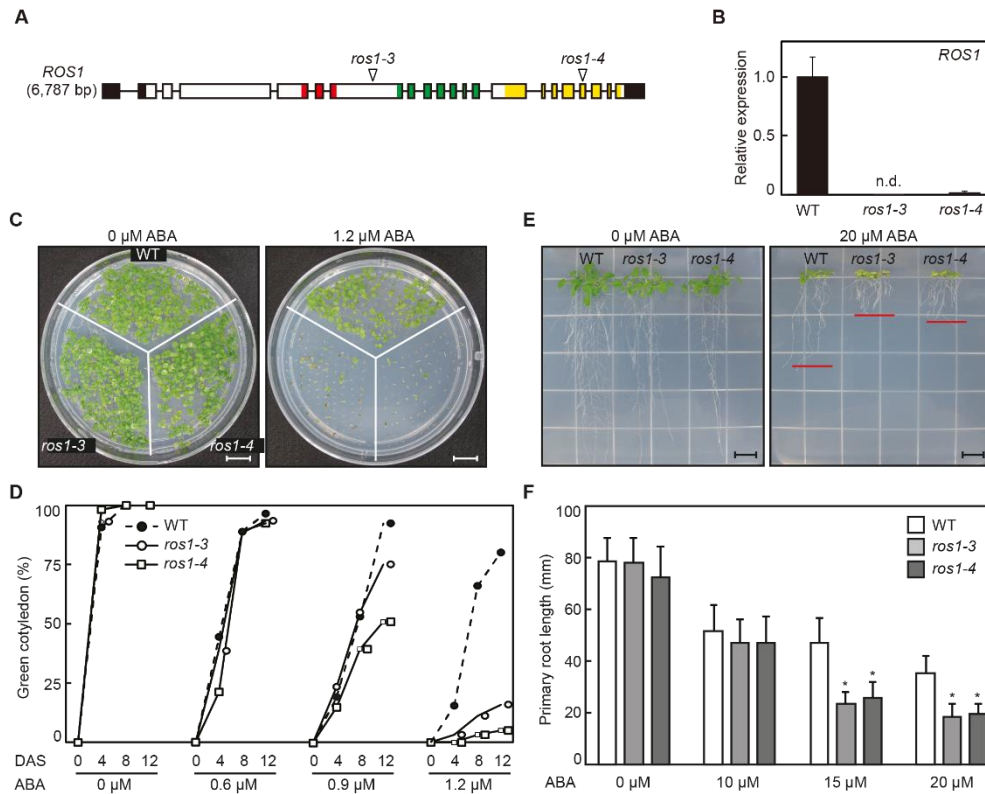 A
ROS1
(6,787 bp)
ros1-3
ros1-4
B
ROS1
Relative expression
1.0
0.5
0
n.d.
WT
ros1-3
ros1-4
C
0 µM ABA
1.2 µM ABA
WT
ros1-3
ros1-4
E
0 µM ABA
20 µM ABA
WT ros1-3 ros1-4
WT ros1-3 ros1-4
D
Green cotyledon (%)
100
75
50
25
0
WT
ros1-3
ros1-4
DAS 0 4 8 12 0 4 8 12 0 4 8 12 0 4 8 12
ABA 0 µM 0.6 µM 0.9 µM 1.2 µM
F
Primary root length (mm)
80
60
40
20
0
WT
ros1-3
ros1-4
* * * *
ABA 0 µM 10 µM 15 µM 20 µM